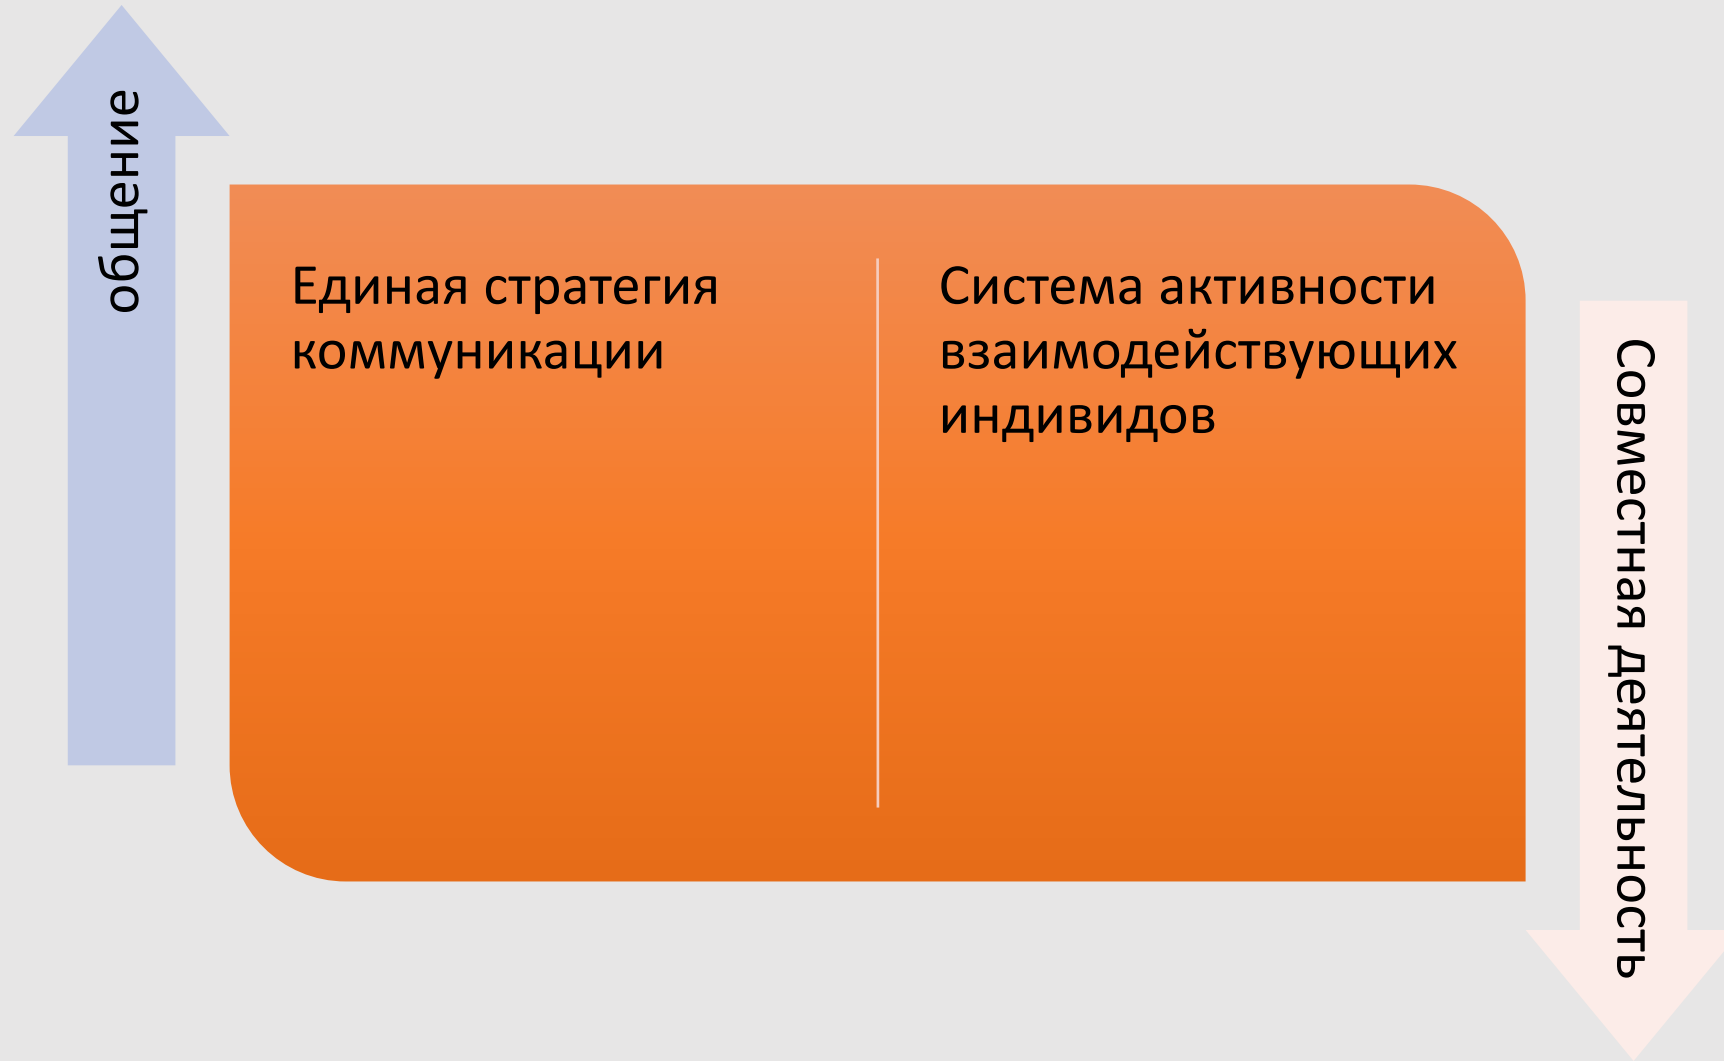 общение
Единая стратегия
коммуникации
Система активности
взаимодействующих
индивидов
Совместная деятельность